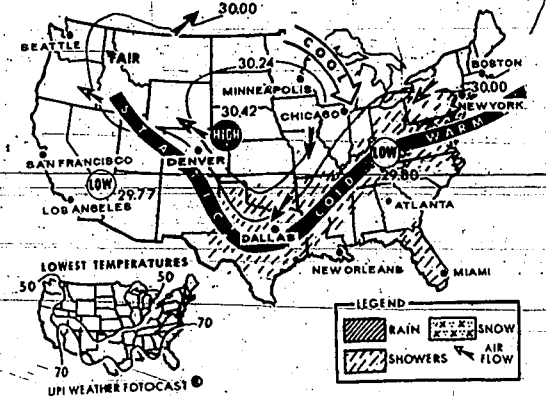 30.00
SEATTLE
FAIR
30.24
COOL
MINNEAPOLIS
BOSTON
30.00
NEW YORK
30.42
CHICAGO
HIGH
WARM
STATIC
DENVER
SAN FRANCISCO
LOW
29.77
LOW
29.80
COLD
LOS ANGELES
ATLANTA
DALLAS
NEW ORLEANS
MIAMI
LOWEST TEMPERATURES
50
50
70
70
LEGEND
RAIN
SNOW
SHOWERS
AIR FLOW
UPI WEATHER FOTOCAST